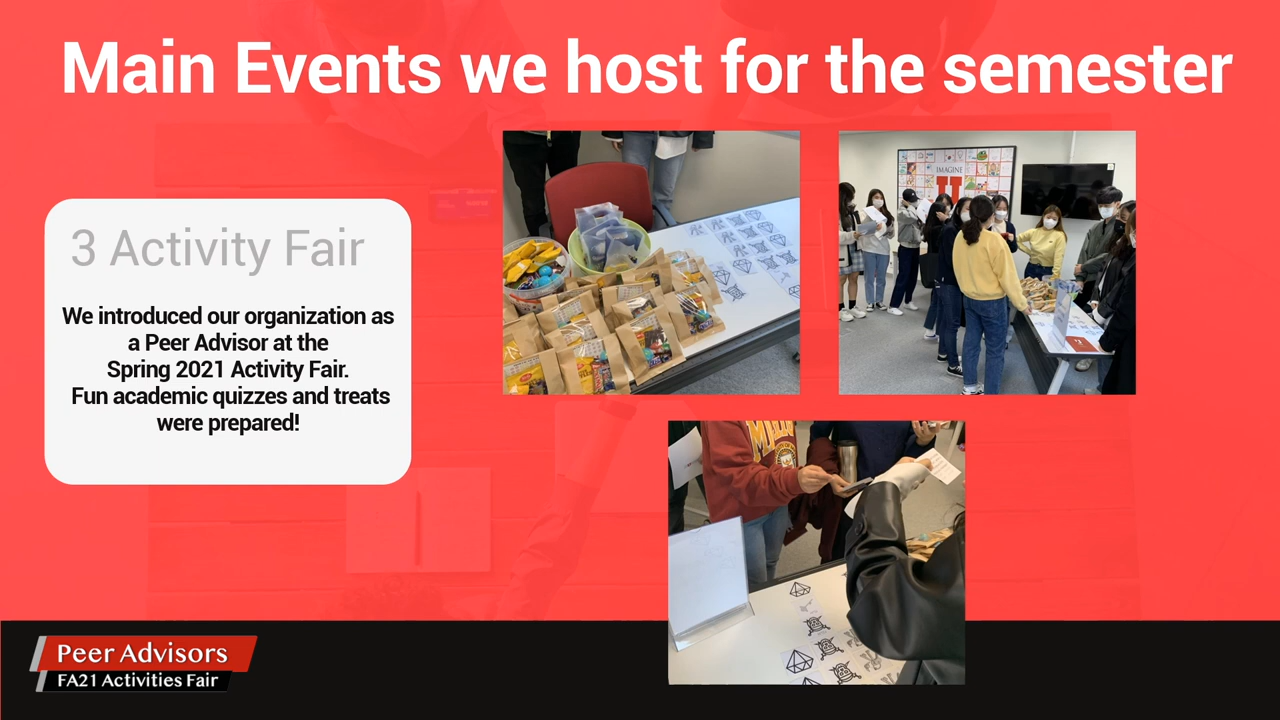 Main Events we host for the semester
3 Activity Fair
We introduced our organization as
a Peer Advisor at the
Spring 2021 Activity Fair.
Fun academic quizzes and treats
were prepared!
IMAGINE
U
Peer Advisors
FA21 Activities Fair